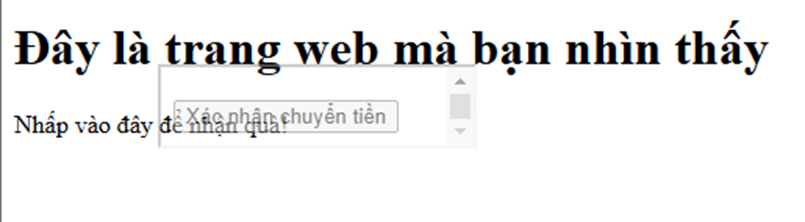 Đây là trang web mà bạn nhìn thấy
Xác nhận chuyển tiền
Nhấp vào đây để nhận quà!